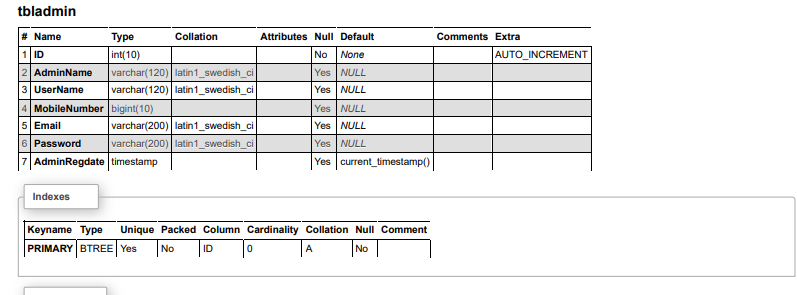 tbladmin
# Name Type Collation Attributes Null Default Comments Extra
1 ID int(10) No None AUTO_INCREMENT
2 AdminName varchar(120) latin1_swedish_ci Yes NULL
3 UserName varchar(120) latin1_swedish_ci Yes NULL
4 MobileNumber bigint(10) Yes NULL
5 Email varchar(200) latin1_swedish_ci Yes NULL
6 Password varchar(200) latin1_swedish_ci Yes NULL
7 AdminRegdate timestamp Yes current_timestamp()
Indexes
Keyname Type Unique Packed Column Cardinality Collation Null Comment
PRIMARY BTREE Yes No ID 0 A No